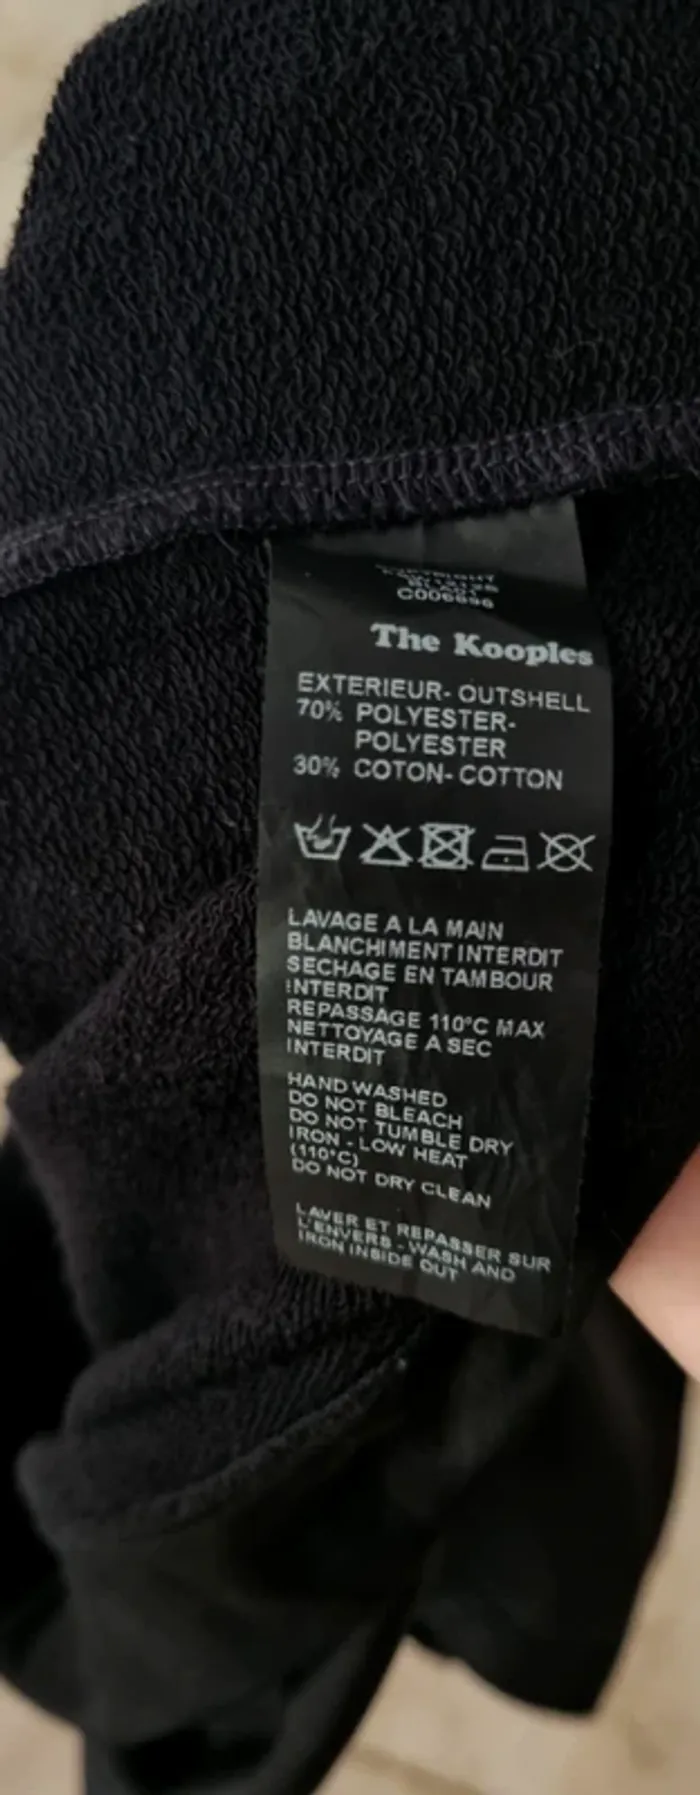 C006696
The Kooples
EXTERIEUR- OUTSHELL
70% POLYESTER-
POLYESTER
30% COTON- COTTON
LAVAGE A LA MAIN
BLANCHIMENT INTERDIT
SECHAGE EN TAMBOUR
INTERDIT
REPASSAGE 110°C MAX
NETTOYAGE A SEC
INTERDIT
HAND WASHED
DO NOT BLEACH
DO NOT TUMBLE DRY
IRON - LOW HEAT
(110°C)
DO NOT DRY CLEAN
LAVER ET REPASSER SUR
L'ENVERS - WASH AND
IRON INSIDE OUT